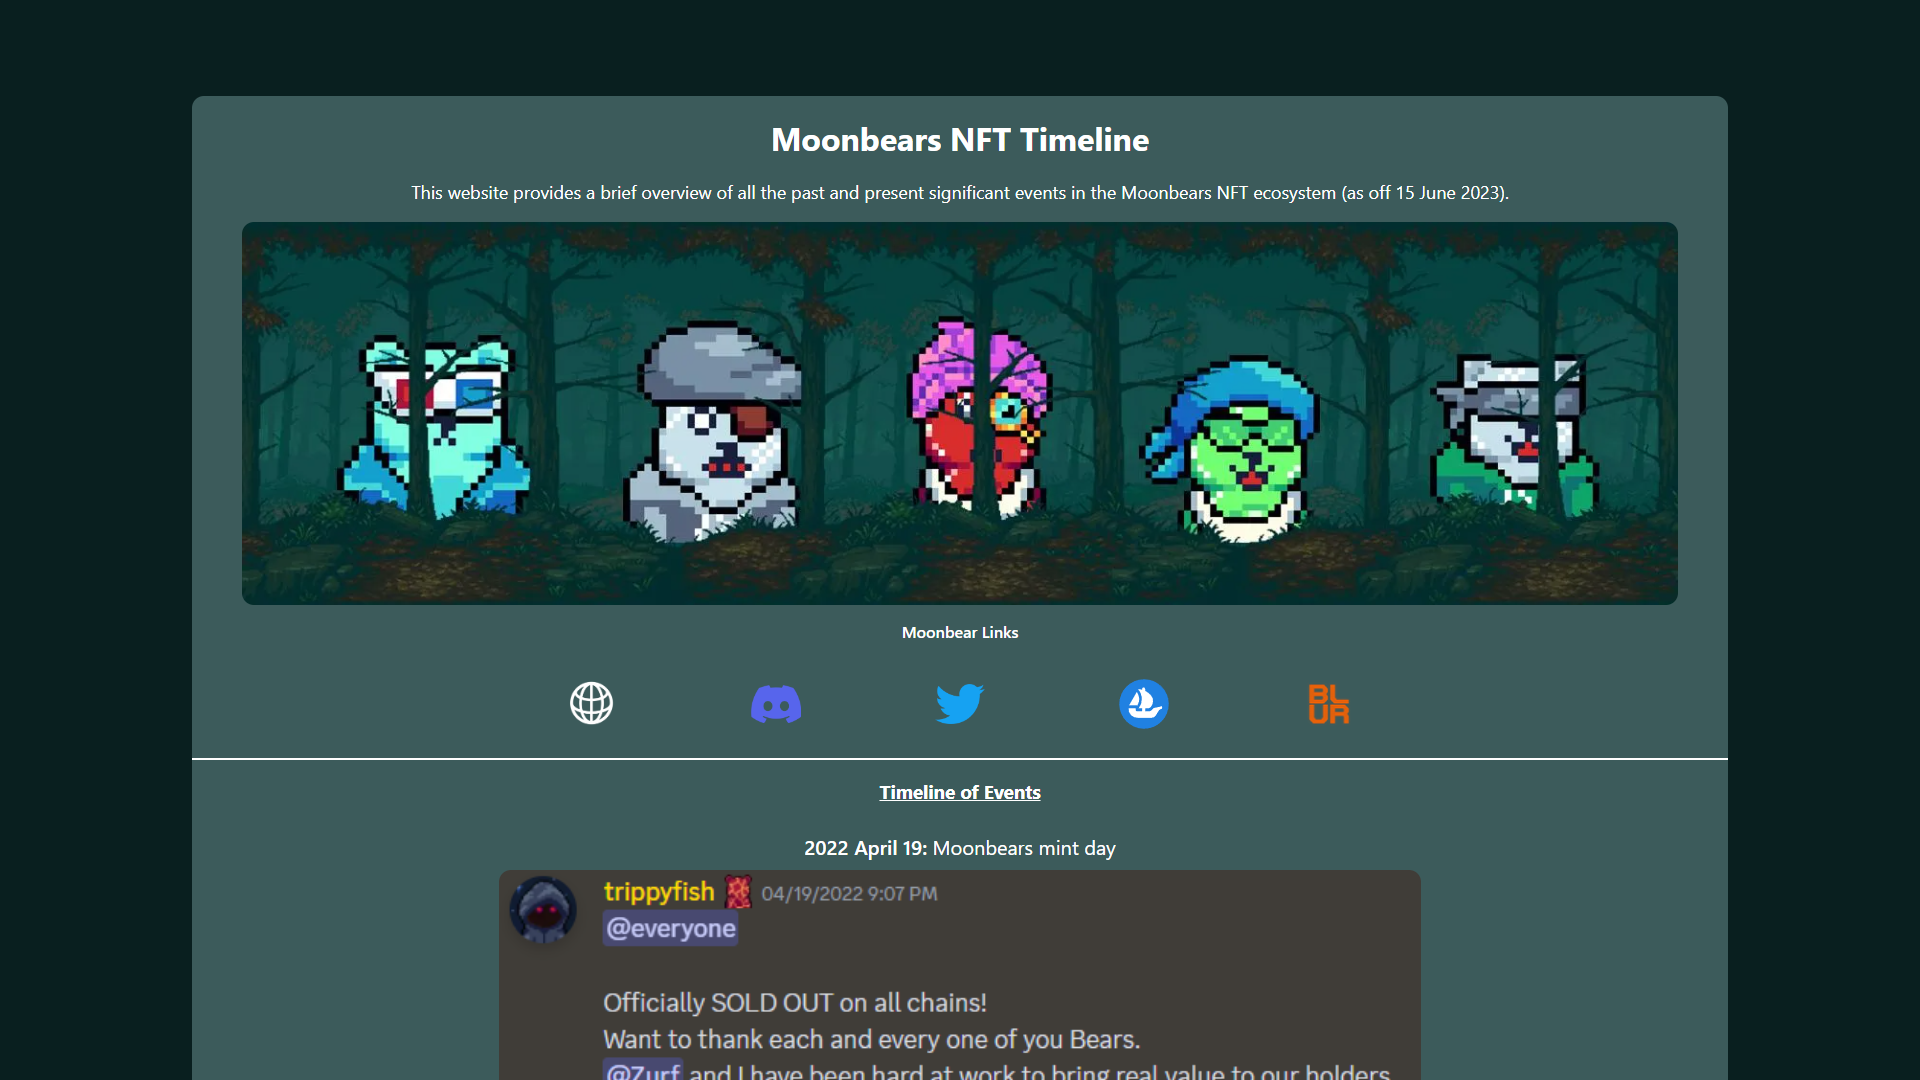 Moonbears NFT Timeline
This website provides a brief overview of all the past and present significant events in the Moonbears NFT ecosystem (as off 15 June 2023).
Moonbear Links
BL
UR
Timeline of Events
2022 April 19: Moonbears mint day
trippyfish 04/19/2022 9:07 PM
@everyone
Officially SOLD OUT on all chains!
Want to thank each and every one of you Bears.
@Zurf and I have been hard at work to bring real value to our holders